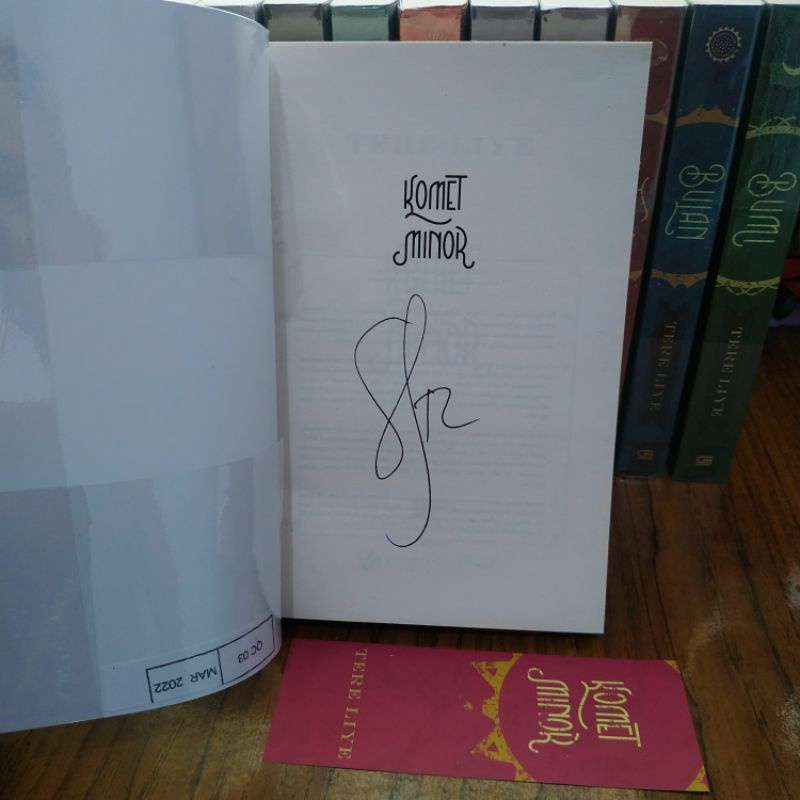 KOMET
MINOR
BULAN
TERE LIYE
BUMI
TERE LIYE
QC 03
MAR 2022
KOMET
MINOR
TERE LIYE